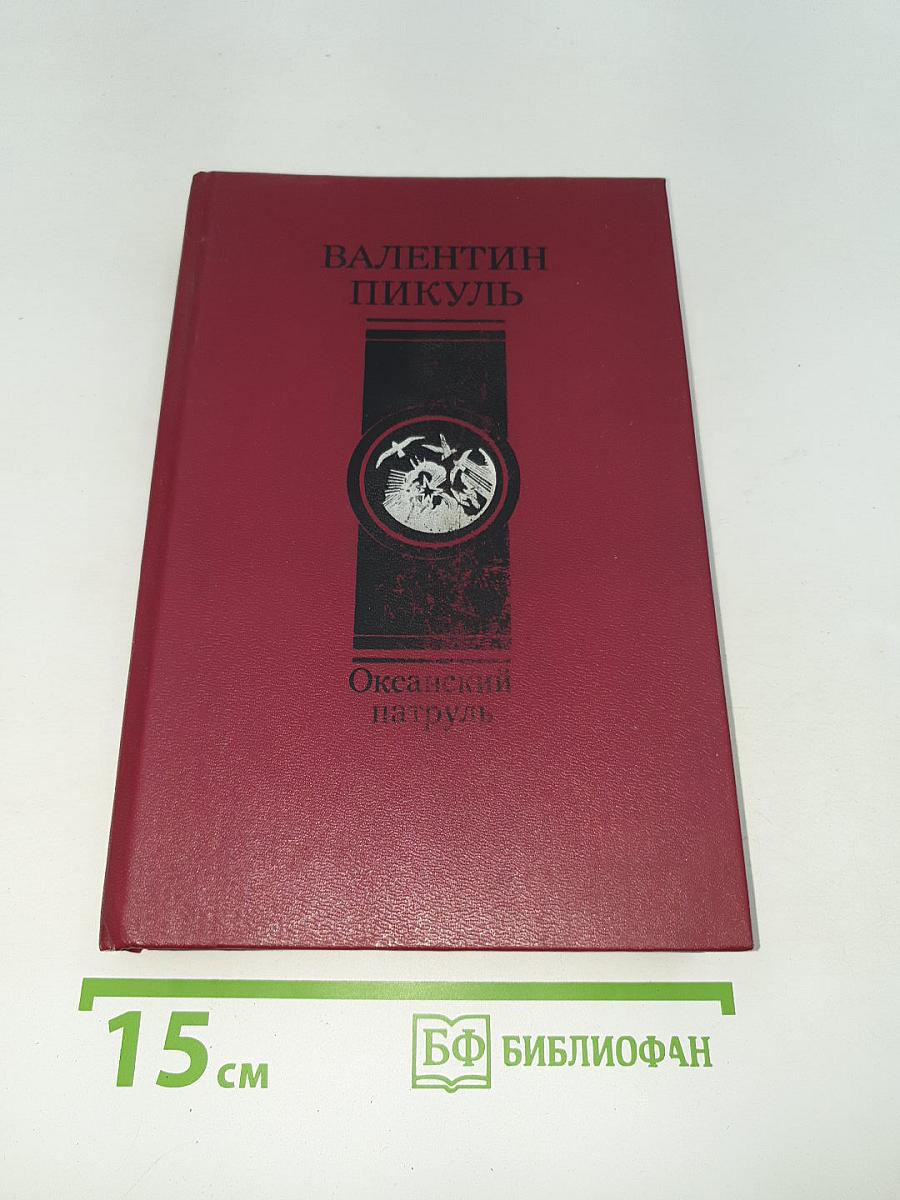 ВАЛЕНТИН
ПИКУЛЬ
Океанский
патруль
15 см
БФ БИБЛИОФАН